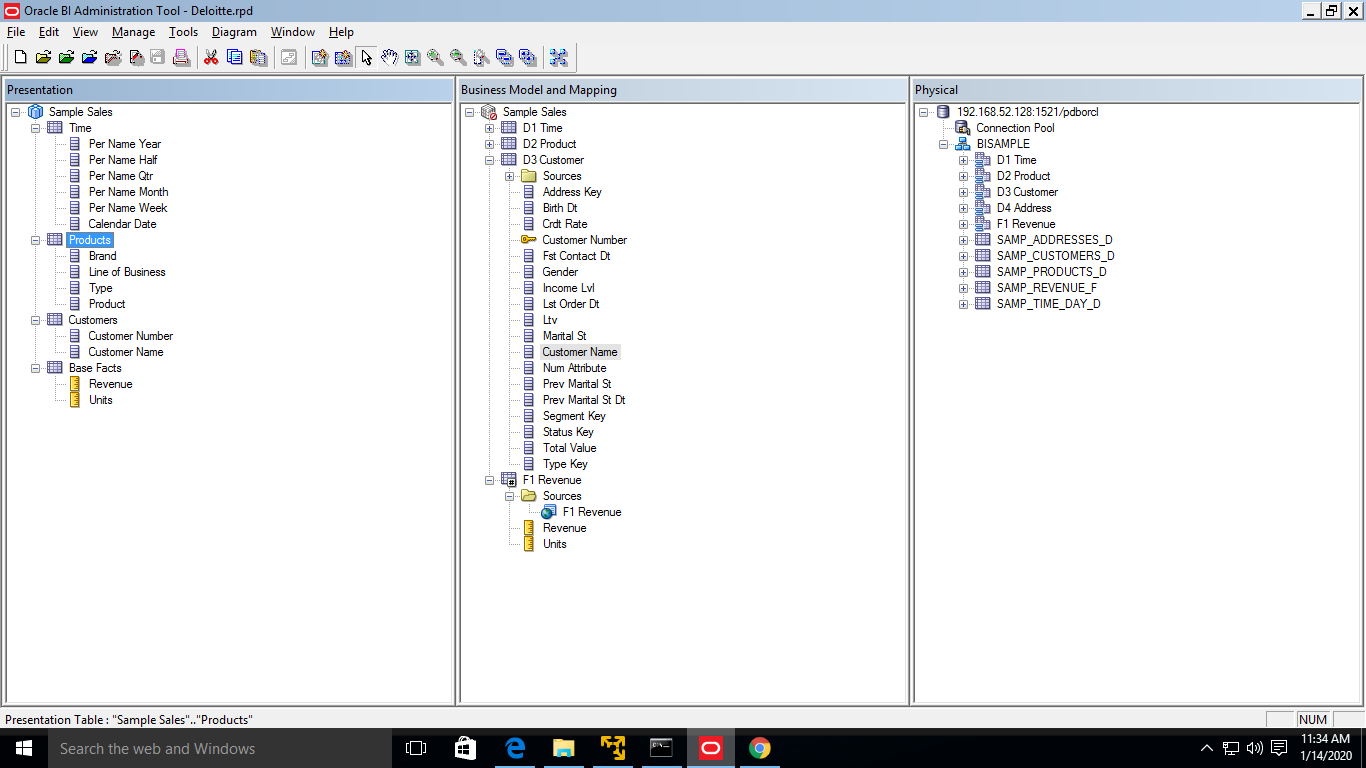 Oracle BI Administration Tool - Deloitte.rpd
File Edit View Manage Tools Diagram Window Help
Presentation
Sample Sales
Time
Per Name Year
Per Name Half
Per Name Qtr
Per Name Month
Per Name Week
Calendar Date
Products
Brand
Line of Business
Type
Product
Customers
Customer Number
Customer Name
Base Facts
Revenue
Units
Business Model and Mapping
Sample Sales
D1 Time
D2 Product
D3 Customer
Sources
Address Key
Birth Dt
Crdt Rate
Customer Number
Fst Contact Dt
Gender
Income Lvl
Lst Order Dt
Ltv
Marital St
Customer Name
Num Attribute
Prev Marital St
Prev Marital St Dt
Segment Key
Status Key
Total Value
Type Key
F1 Revenue
Sources
F1 Revenue
Revenue
Units
Physical
192.168.52.128:1521/pdborcl
Connection Pool
BISAMPLE
D1 Time
D2 Product
D3 Customer
D4 Address
F1 Revenue
SAMP_ADDRESSES_D
SAMP_CUSTOMERS_D
SAMP_PRODUCTS_D
SAMP_REVENUE_F
SAMP_TIME_DAY_D
Presentation Table : "Sample Sales".."Products"
NUM
Search the web and Windows
11:34 AM
1/14/2020